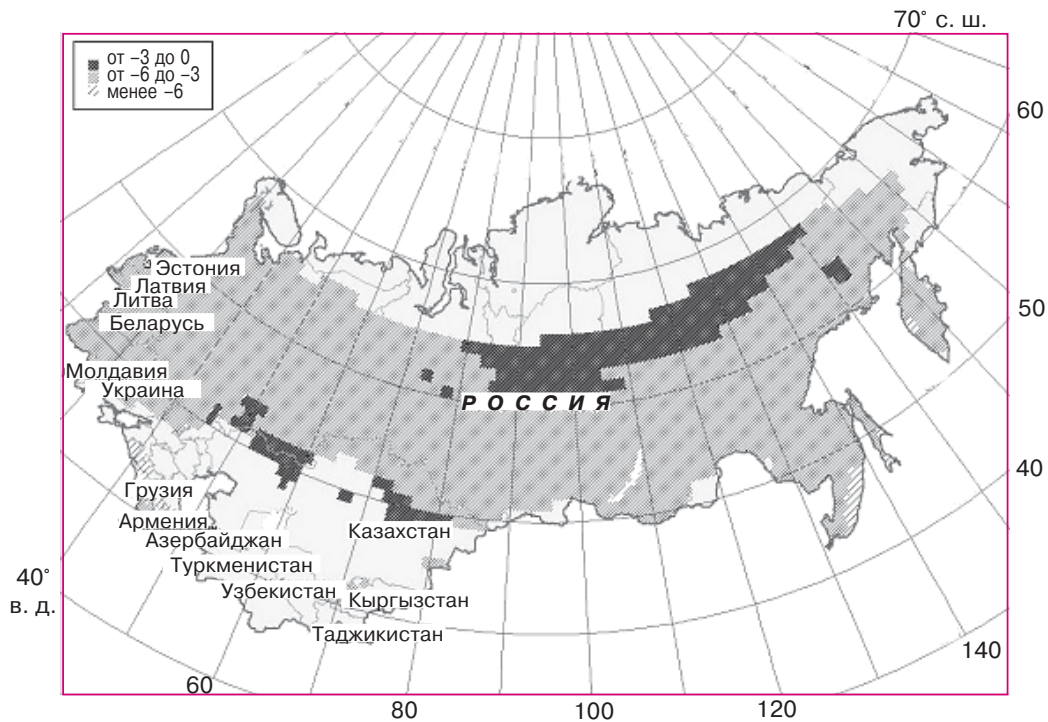 70° с. ш.
от –3 до 0
от –6 до –3
менее –6
60
Эстония
Латвия
Литва
50
Беларусь
Молдавия
Украина
РОССИЯ
40
Грузия
Армения
Казахстан
Азербайджан
Туркменистан
40°
в. д.
Узбекистан
Кыргызстан
Таджикистан
140
60
80
100
120